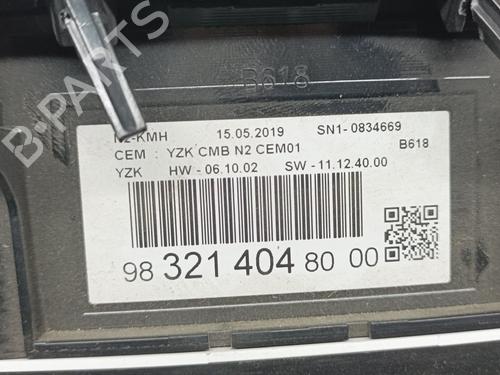 B618
N2-KMH 15.05.2019 SN1- 0834669
CEM : YZK CMB N2 CEM01 B618
YZK HW - 06.10.02 SW - 11.12.40.00
98 321 404 80 00
B-PARTS